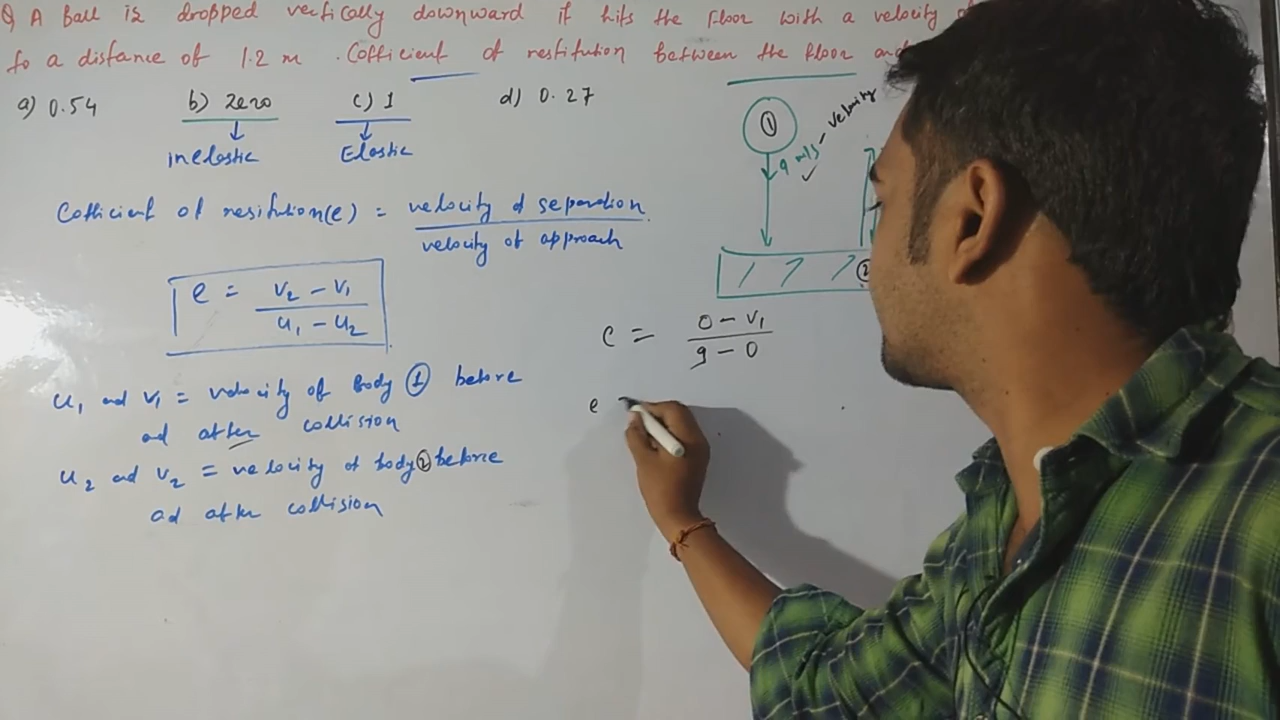 Q A Ball is dropped vertically downward it hits the floor with a velocity
to a distance of 1.2 m . Cofficient of restitution between the floor
a) 0.54 b) Zero c) 1 d) 0.27
inelastic Elastic
① 9 m/s - velocity
Cofficient of resitution(e) = velocity of separation
velocity of approach
②
e = v₂ - v₁
u₁ - u₂
e = 0 - v₁
9 - 0
u₁ and v₁ = velocity of body ① before
and after collision
e
u₂ and v₂ = velocity of body ② before
ad after collision